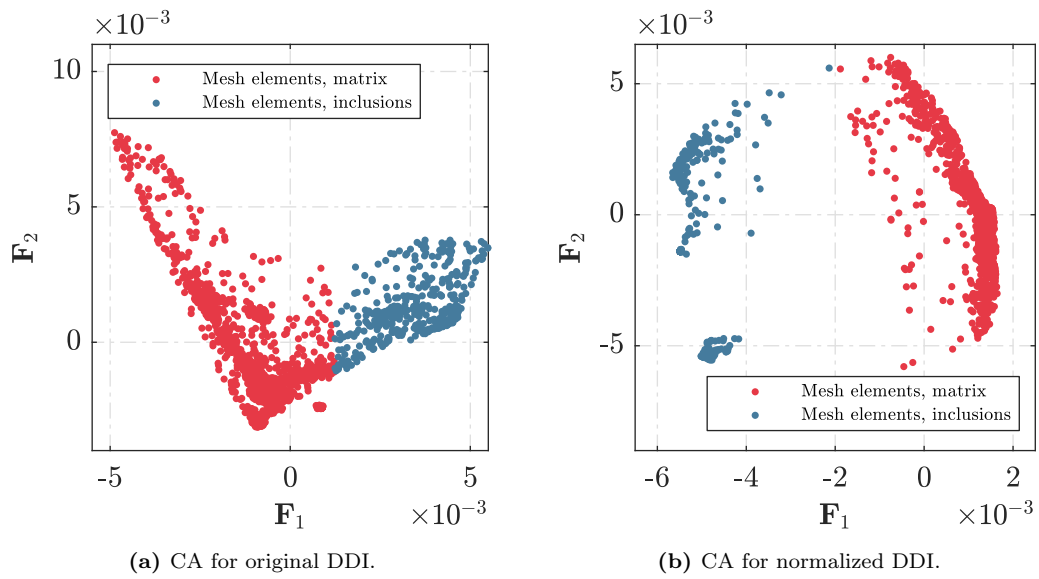 ×10⁻³
10
5
0
-5
0
5
F₂
F₁
×10⁻³
Mesh elements, matrix
Mesh elements, inclusions
(a) CA for original DDI.
×10⁻³
5
0
-5
-6
-4
-2
0
2
F₂
F₁
×10⁻³
Mesh elements, matrix
Mesh elements, inclusions
(b) CA for normalized DDI.